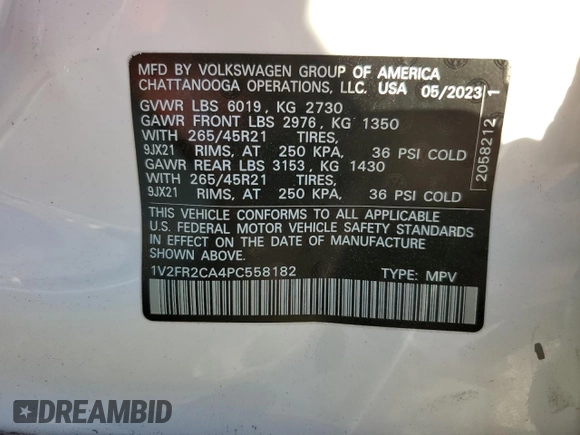 MFD BY VOLKSWAGEN GROUP OF AMERICA
CHATTANOOGA OPERATIONS, LLC. USA 05/2023
GVWR LBS 6019, KG 2730
GAWR FRONT LBS 2976, KG 1350
WITH 265/45R21 TIRES,
9JX21 RIMS, AT 250 KPA, 36 PSI COLD
GAWR REAR LBS 3153, KG 1430
WITH 265/45R21 TIRES,
9JX21 RIMS, AT 250 KPA, 36 PSI COLD
THIS VEHICLE CONFORMS TO ALL APPLICABLE
U.S. FEDERAL MOTOR VEHICLE SAFETY STANDARDS
IN EFFECT ON THE DATE OF MANUFACTURE
SHOWN ABOVE.
1V2FR2CA4PC558182 TYPE: MPV
2058212 1
DREAMBID